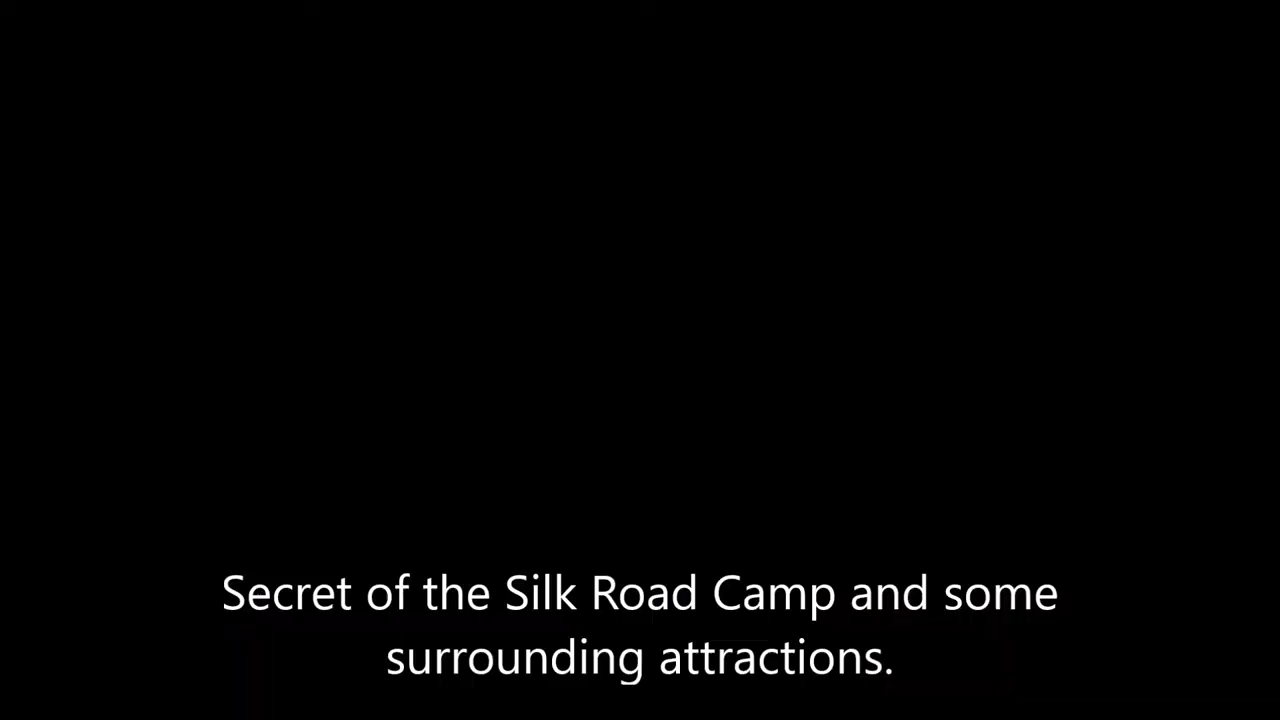 Secret of the Silk Road Camp and some
surrounding attractions.